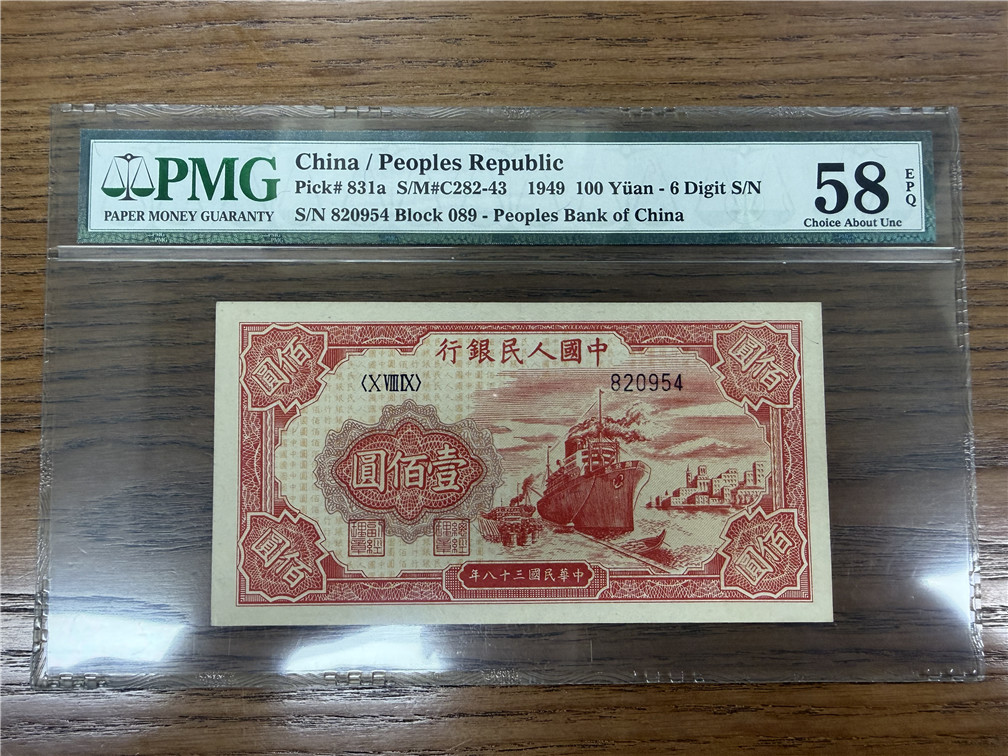 PMG
PAPER MONEY GUARANTY
China / Peoples Republic
Pick# 831a S/M#C282-43 1949 100 Yüan - 6 Digit S/N
S/N 820954 Block 089 - Peoples Bank of China
58
EPQ
Choice About Unc
行銀民人國中
〈X VIII IX〉
820954
圓佰
圓佰
圓佰壹
圓佰
圓佰
年八十三國民華中